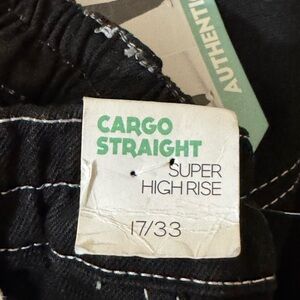 AUTHENTI
CARGO
STRAIGHT
SUPER
HIGH RISE
17/33